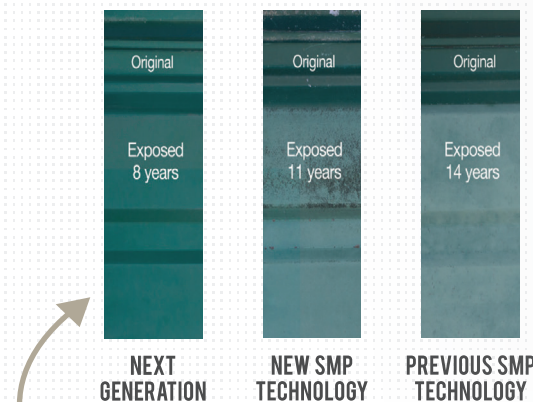 Original
Exposed
8 years
NEXT
GENERATION
Original
Exposed
11 years
NEW SMP
TECHNOLOGY
Original
Exposed
14 years
PREVIOUS SMP
TECHNOLOGY